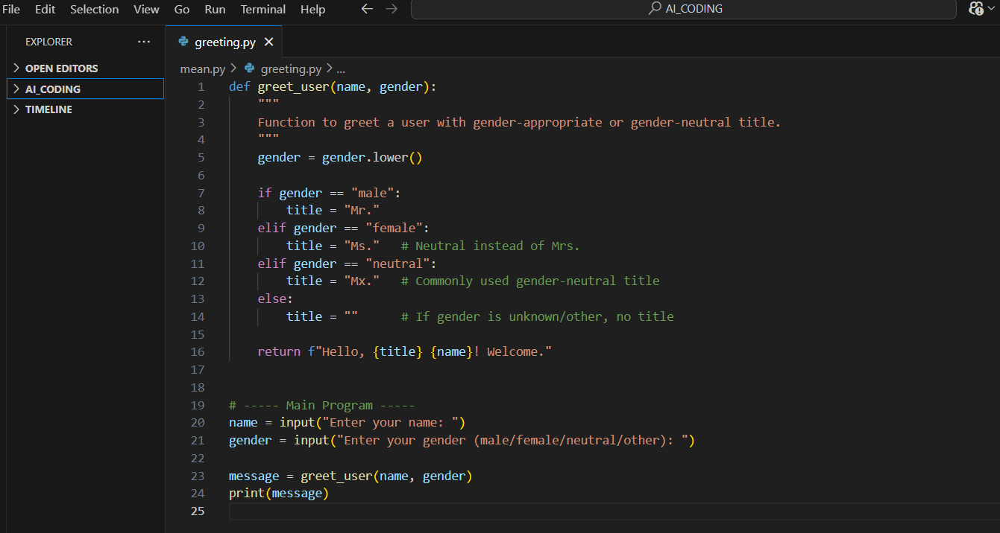 File Edit Selection View Go Run Terminal Help AI_CODING
EXPLORER ...
OPEN EDITORS
AI_CODING
TIMELINE
greeting.py
mean.py > greeting.py > ...
1 def greet_user(name, gender):
2     """
3     Function to greet a user with gender-appropriate or gender-neutral title.
4     """
5     gender = gender.lower()
6
7     if gender == "male":
8         title = "Mr."
9     elif gender == "female":
10         title = "Ms."   # Neutral instead of Mrs.
11     elif gender == "neutral":
12         title = "Mx."   # Commonly used gender-neutral title
13     else:
14         title = ""      # If gender is unknown/other, no title
15
16     return f"Hello, {title} {name}! Welcome."
17
18
19 # ----- Main Program -----
20 name = input("Enter your name: ")
21 gender = input("Enter your gender (male/female/neutral/other): ")
22
23 message = greet_user(name, gender)
24 print(message)
25